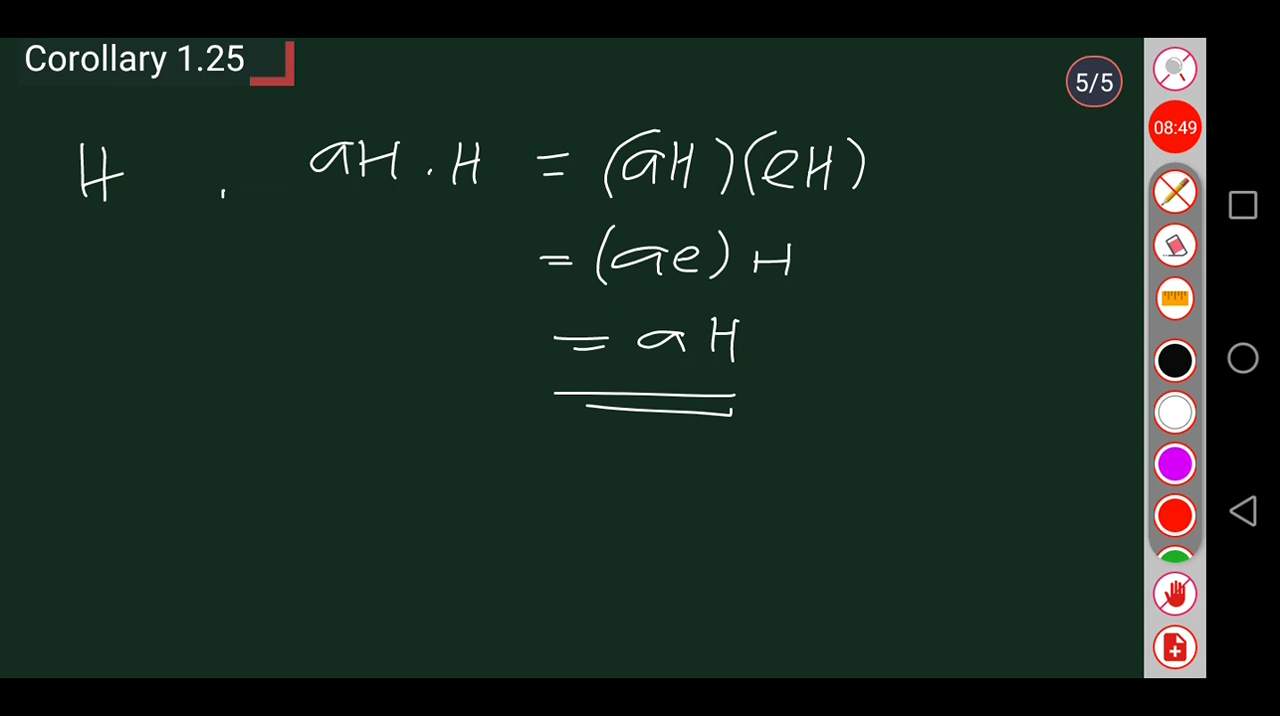 Corollary 1.25
5/5
08:49
H . aH . H = (aH)(eH)
= (ae) H
= aH